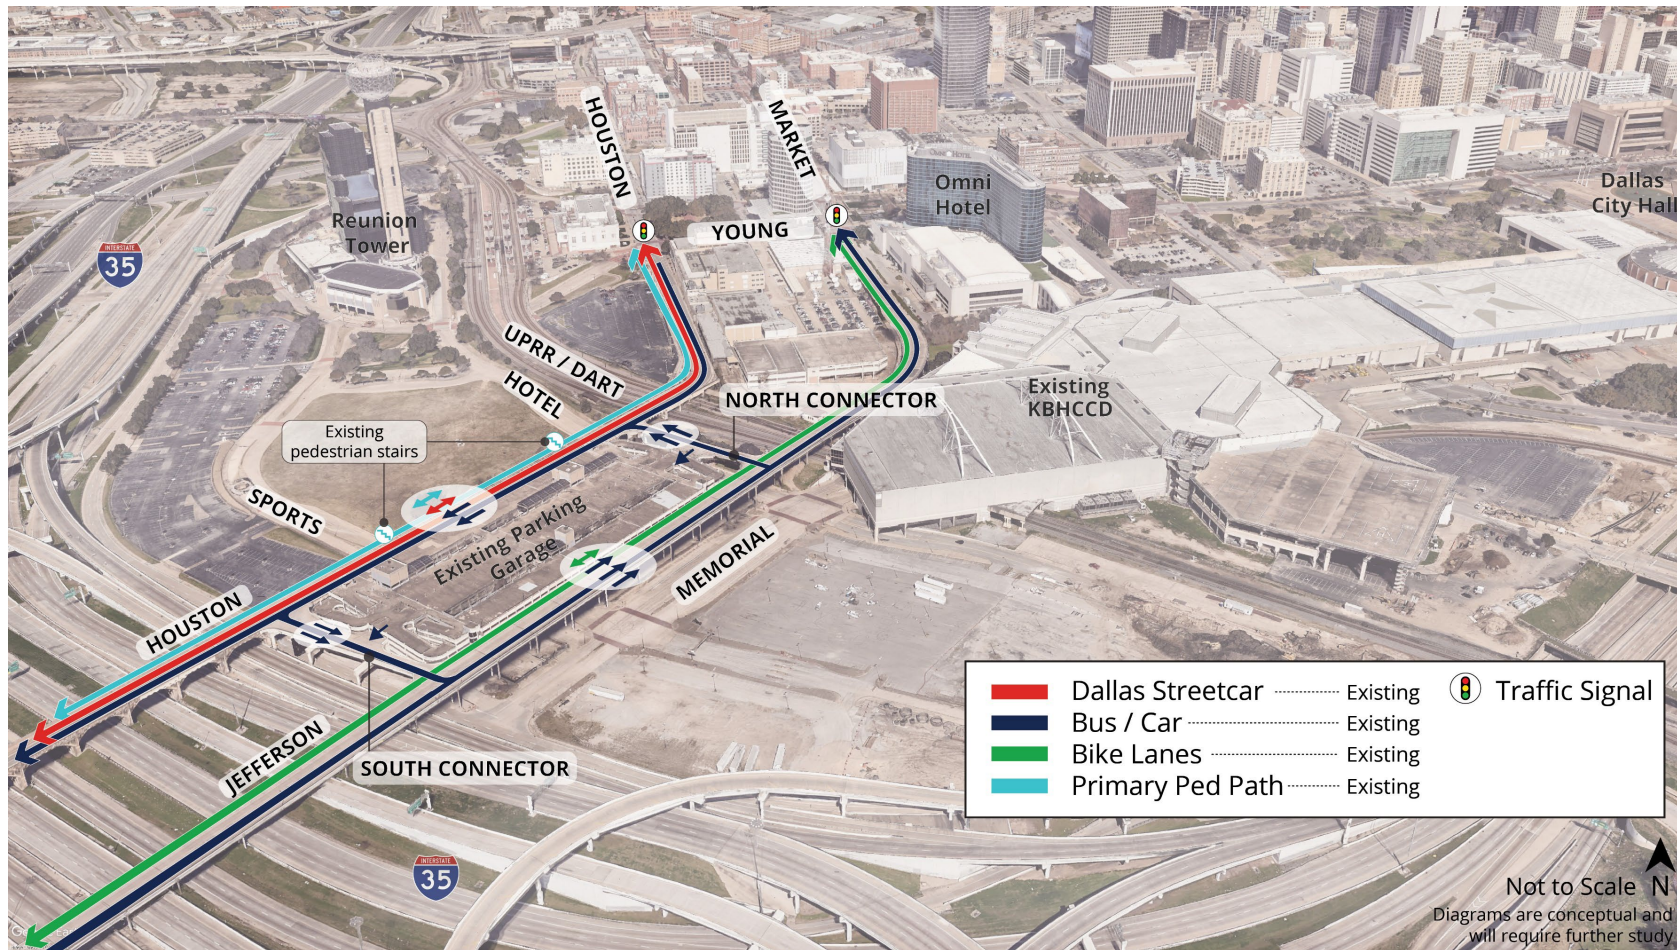 HOUSTON
MARKET
Omni
Hotel
Dallas
City Hall
Reunion
Tower
YOUNG
INTERSTATE
35
UPRR / DART
HOTEL
NORTH CONNECTOR
Existing
KBHCCD
Existing
pedestrian stairs
SPORTS
Existing Parking
Garage
MEMORIAL
HOUSTON
JEFFERSON
SOUTH CONNECTOR
INTERSTATE
35
Dallas Streetcar Existing
Bus / Car Existing
Bike Lanes Existing
Primary Ped Path Existing
Traffic Signal
Not to Scale N
Diagrams are conceptual and
will require further study